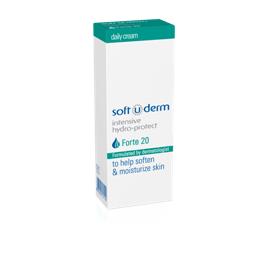 daily cream
soft u derm
intensive
hydro-protect
Forte 20
Formulated by dermatologist
to help soften
& moisturize skin